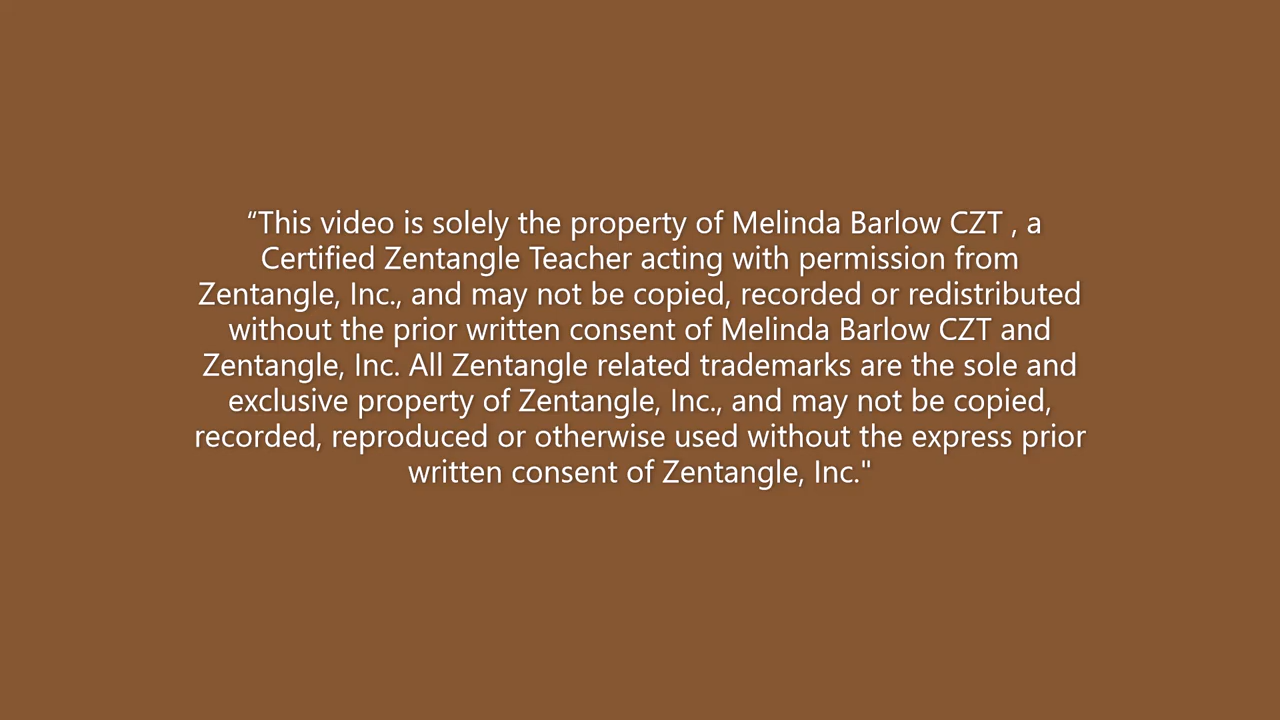 “This video is solely the property of Melinda Barlow CZT , a
Certified Zentangle Teacher acting with permission from
Zentangle, Inc., and may not be copied, recorded or redistributed
without the prior written consent of Melinda Barlow CZT and
Zentangle, Inc. All Zentangle related trademarks are the sole and
exclusive property of Zentangle, Inc., and may not be copied,
recorded, reproduced or otherwise used without the express prior
written consent of Zentangle, Inc."